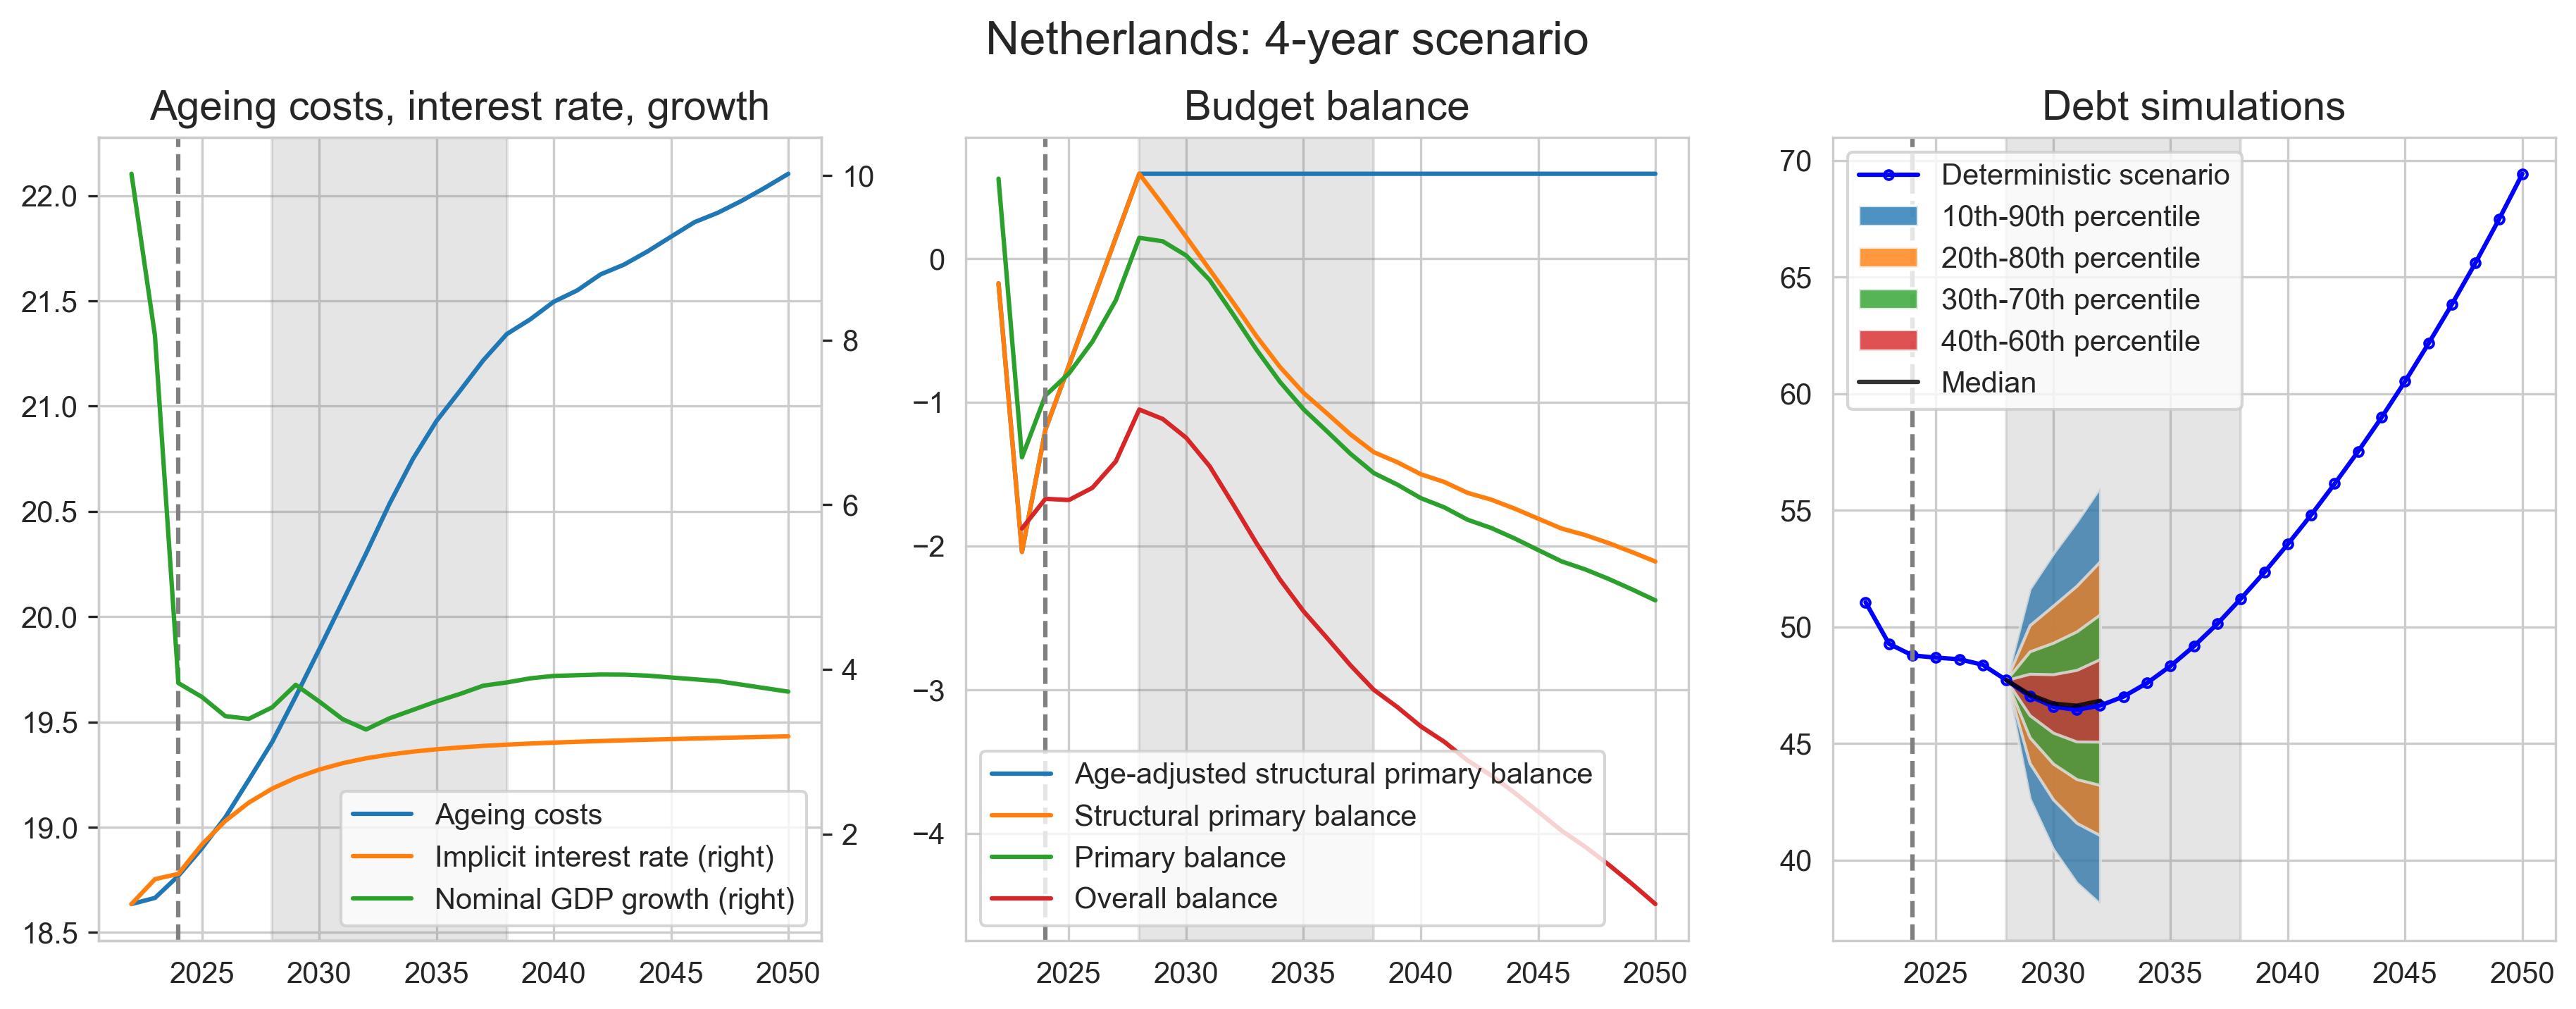 Netherlands: 4-year scenario
Ageing costs, interest rate, growth
22.0
21.5
21.0
20.5
20.0
19.5
19.0
18.5
10
8
6
4
2
2025 2030 2035 2040 2045 2050
Ageing costs
Implicit interest rate (right)
Nominal GDP growth (right)
Budget balance
0
−1
−2
−3
−4
2025 2030 2035 2040 2045 2050
Age-adjusted structural primary balance
Structural primary balance
Primary balance
Overall balance
Debt simulations
70
65
60
55
50
45
40
2025 2030 2035 2040 2045 2050
Deterministic scenario
10th-90th percentile
20th-80th percentile
30th-70th percentile
40th-60th percentile
Median